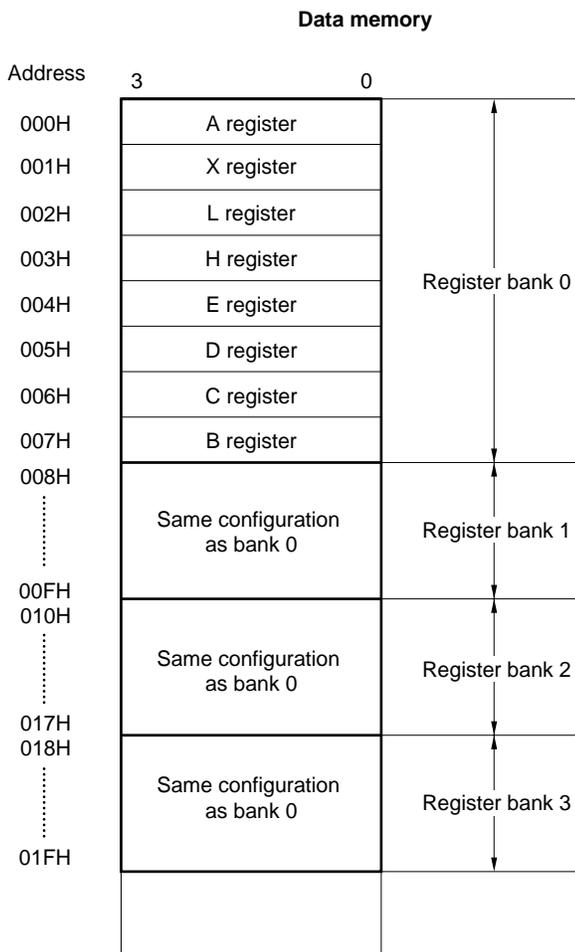 Data memory
Address
3 0
000H A register
001H X register
002H L register
003H H register
004H E register Register bank 0
005H D register
006H C register
007H B register
008H
Same configuration
as bank 0 Register bank 1
00FH
010H
Same configuration
as bank 0 Register bank 2
017H
018H
Same configuration
as bank 0 Register bank 3
01FH